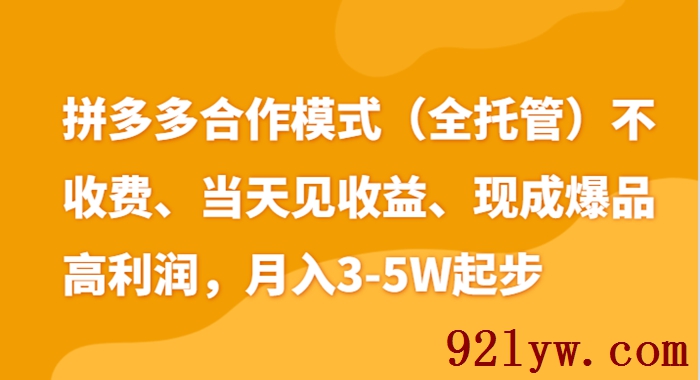 拼多多合作模式（全托管）不
收费、当天见收益、现成爆品
高利润，月入3-5W起步
921yw.com